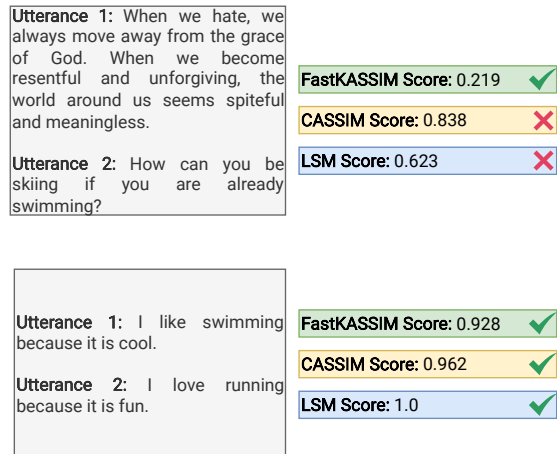 Utterance 1: When we hate, we
always move away from the grace
of God. When we become
resentful and unforgiving, the
world around us seems spiteful
and meaningless.
Utterance 2: How can you be
skiing if you are already
swimming?
FastKASSIM Score: 0.219
CASSIM Score: 0.838
LSM Score: 0.623
Utterance 1: I like swimming
because it is cool.
Utterance 2: I love running
because it is fun.
FastKASSIM Score: 0.928
CASSIM Score: 0.962
LSM Score: 1.0